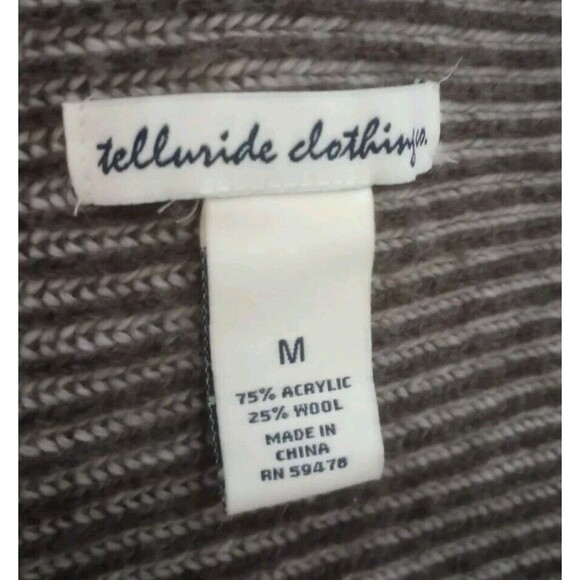 telluride clothing co.
M
75% ACRYLIC
25% WOOL
MADE IN
CHINA
RN 59478